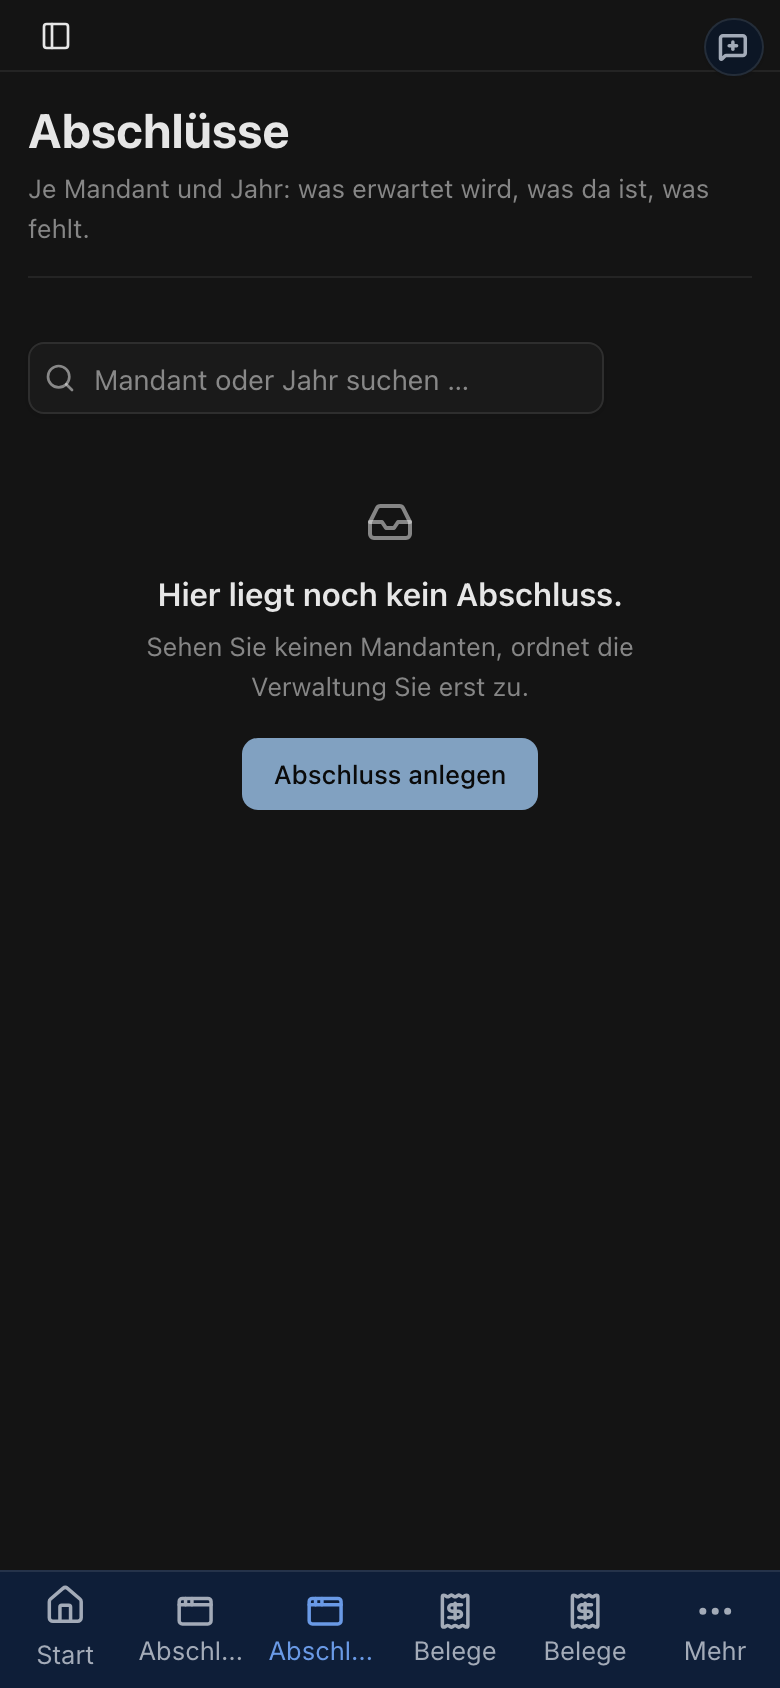 Abschlüsse
Je Mandant und Jahr: was erwartet wird, was da ist, was
fehlt.
Mandant oder Jahr suchen ...
Hier liegt noch kein Abschluss.
Sehen Sie keinen Mandanten, ordnet die
Verwaltung Sie erst zu.
Abschluss anlegen
Start
Abschl...
Abschl...
Belege
Belege
Mehr